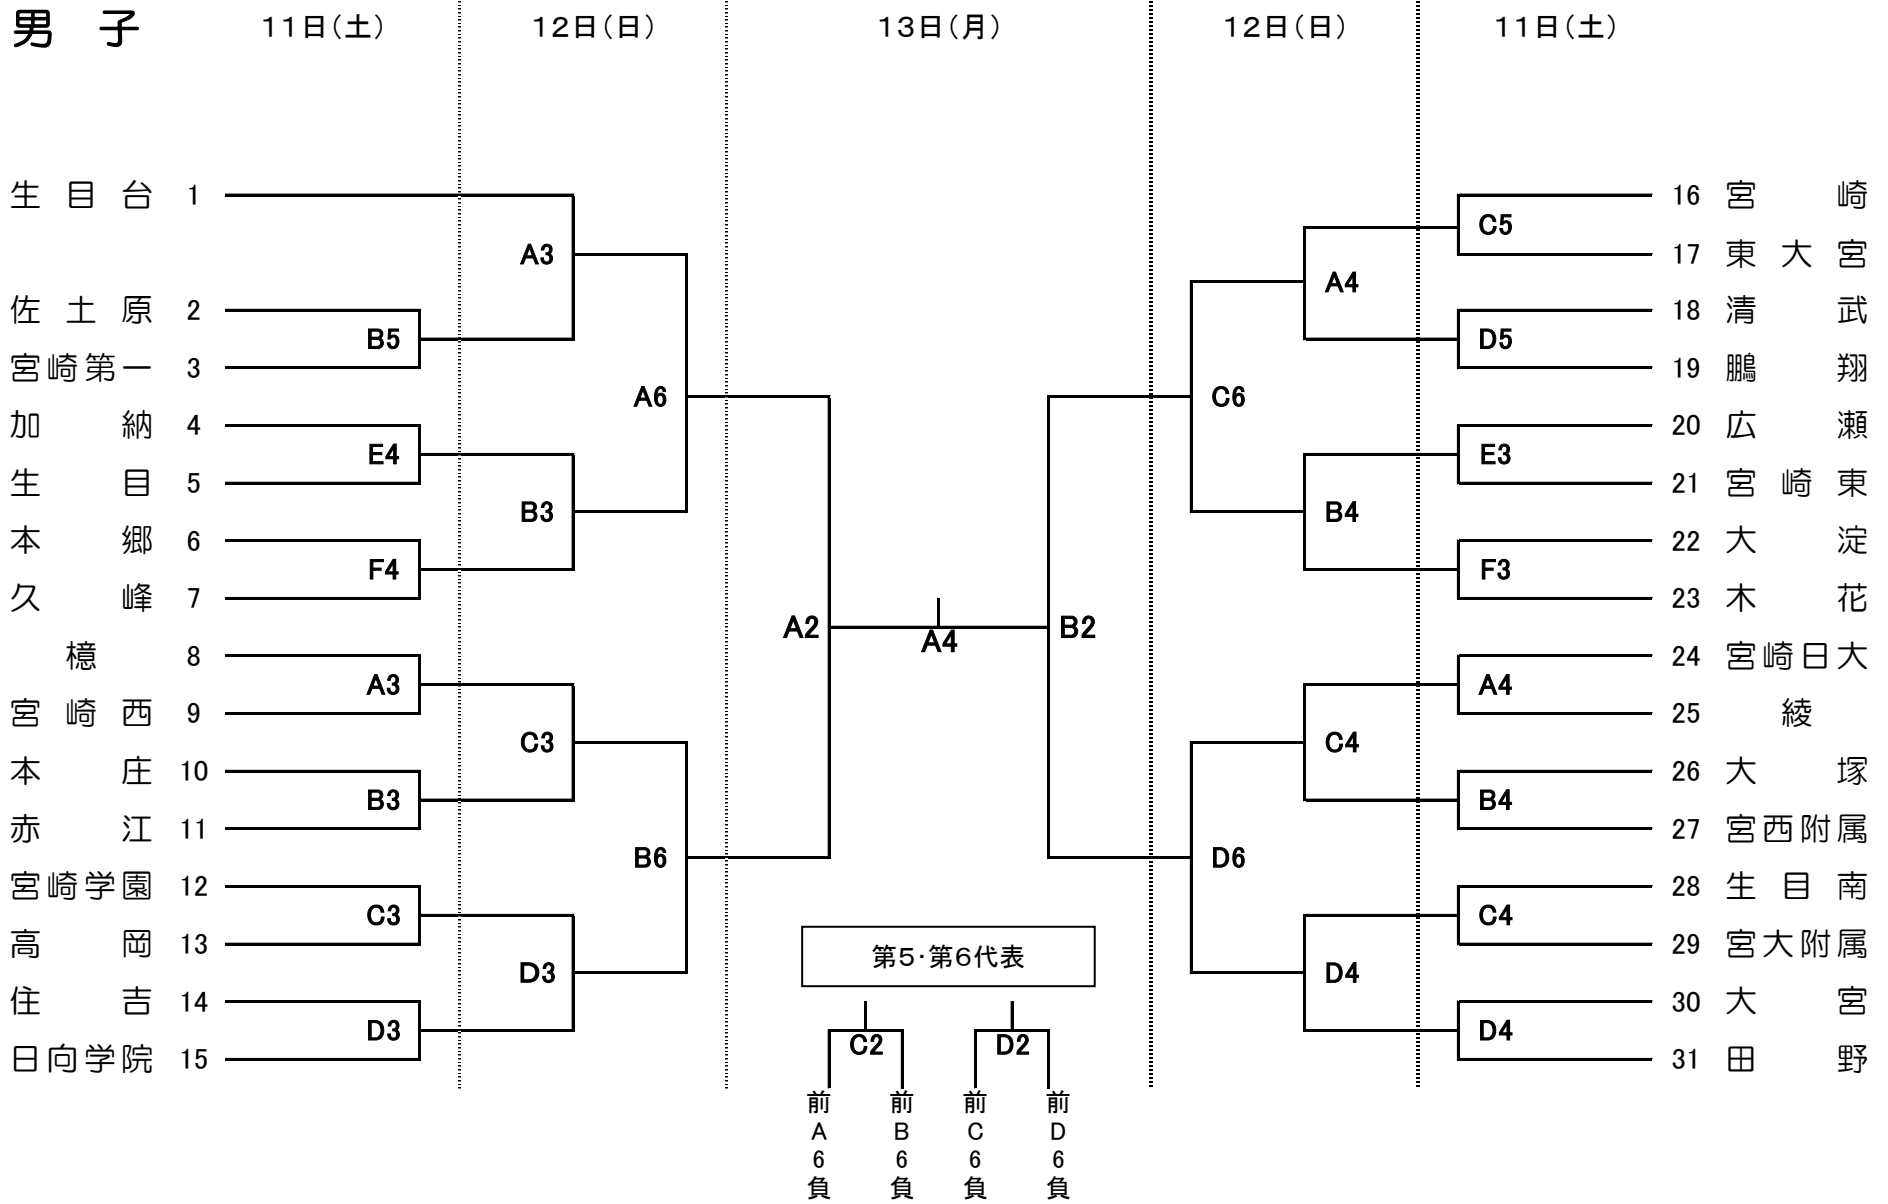 男子 11日(土) 12日(日) 13日(月) 12日(日) 11日(土)
生目台 1
16 宮崎
C5
A3
17 東大宮
A4
佐土原 2
18 清武
B5
D5
宮崎第一 3
19 鵬翔
A6
C6
加納 4
20 広瀬
E4
E3
生目 5
21 宮崎東
B3
B4
本郷 6
22 大淀
F4
F3
久峰 7
23 木花
A2
A4
B2
檍 8
24 宮崎日大
A3
A4
宮崎西 9
25 綾
C3
C4
本庄 10
26 大塚
B3
B4
赤江 11
27 宮西附属
B6
D6
宮崎学園 12
28 生目南
C3
C4
高岡 13
29 宮大附属
第5・第6代表
D3
D4
住吉 14
30 大宮
D3
D4
C2
D2
日向学院 15
31 田野
前A6負
前B6負
前C6負
前D6負